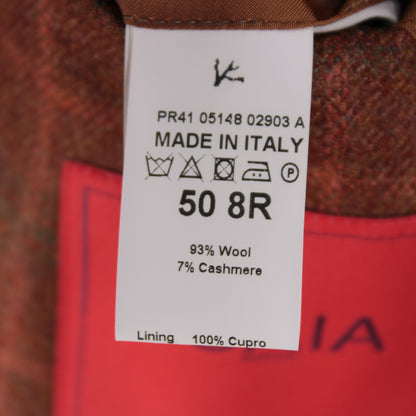 PR41 05148 02903 A
MADE IN ITALY
P
50 8R
93% Wool
7% Cashmere
Lining 100% Cupro